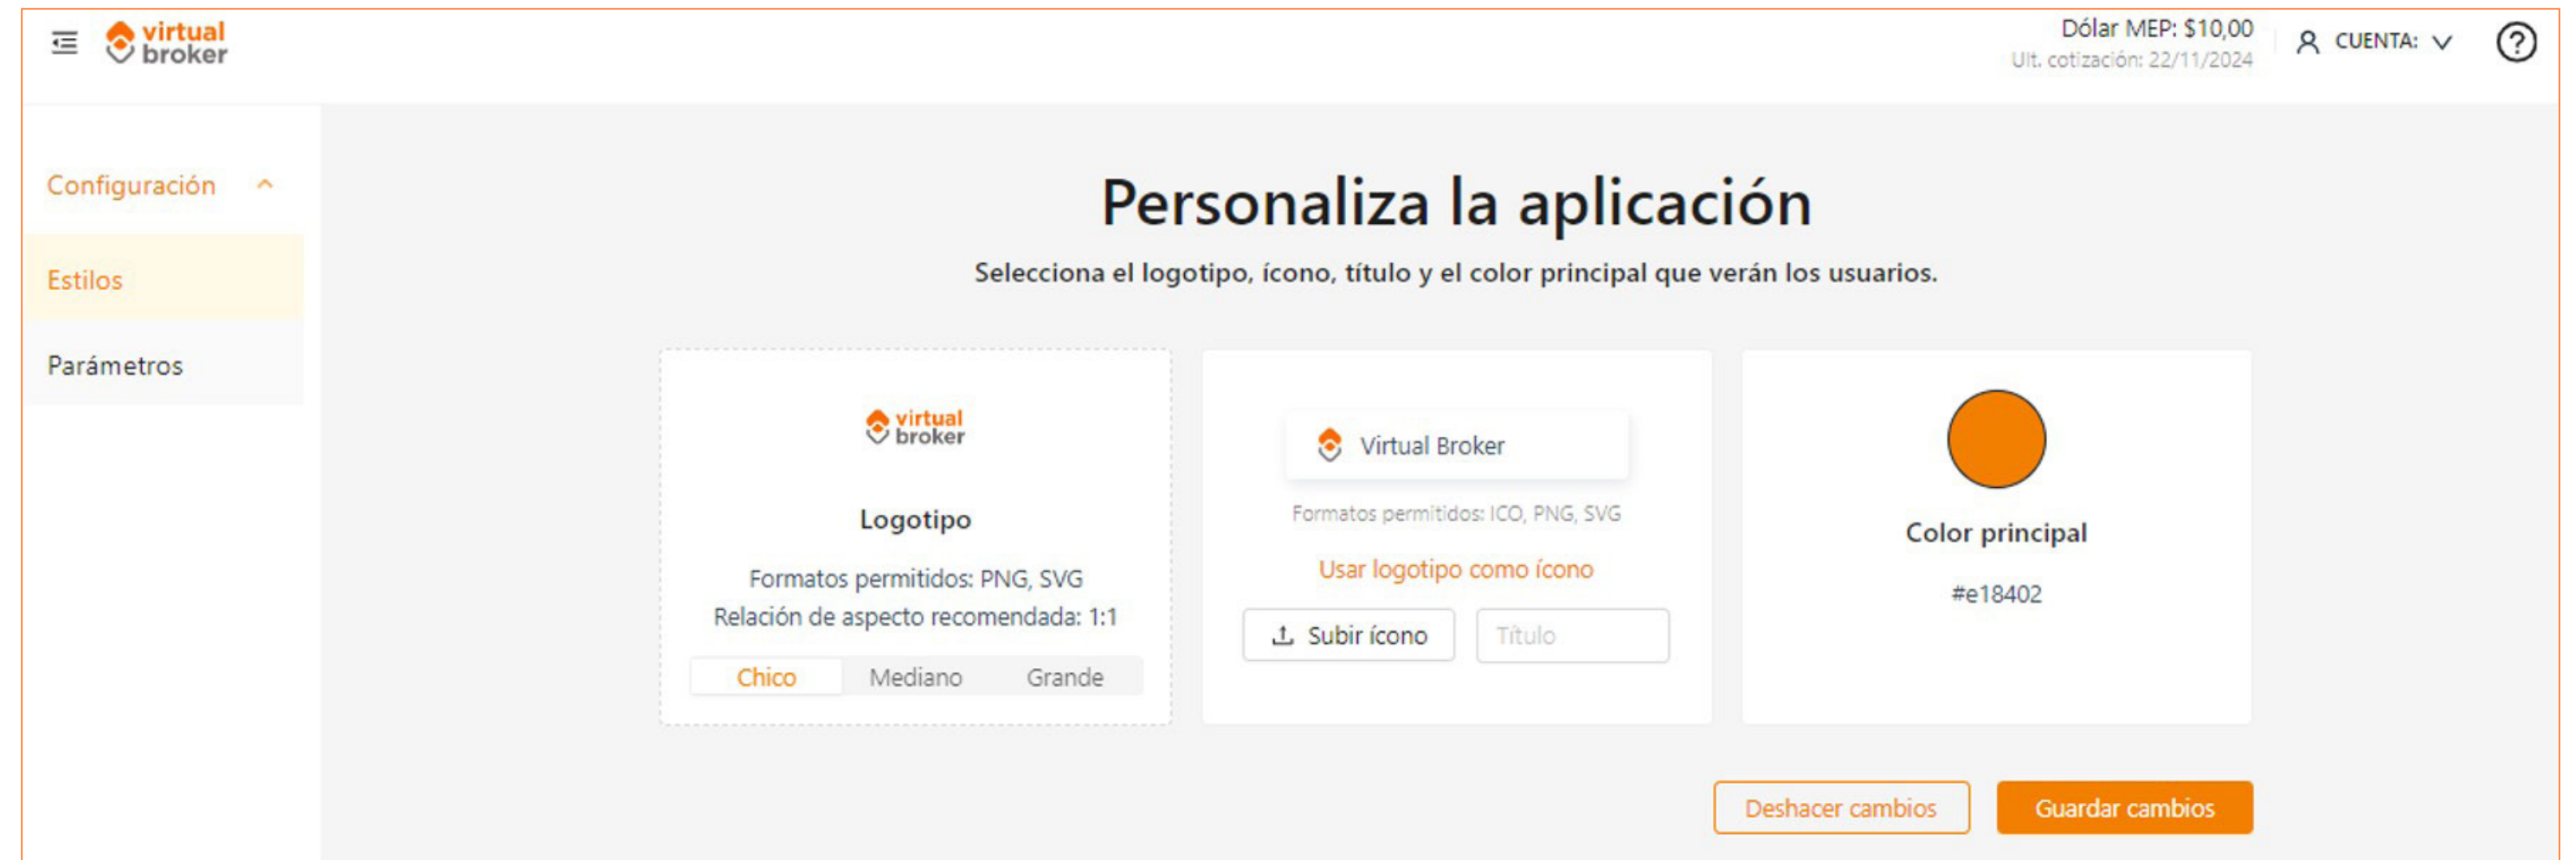 virtual
broker
Dólar MEP: $10,00
Ult. cotización: 22/11/2024
CUENTA:
?
Configuración
Estilos
Parámetros
Personaliza la aplicación
Selecciona el logotipo, ícono, título y el color principal que verán los usuarios.
virtual
broker
Logotipo
Formatos permitidos: PNG, SVG
Relación de aspecto recomendada: 1:1
Chico Mediano Grande
Virtual Broker
Formatos permitidos: ICO, PNG, SVG
Usar logotipo como ícono
Subir ícono Título
Color principal
#e18402
Deshacer cambios Guardar cambios